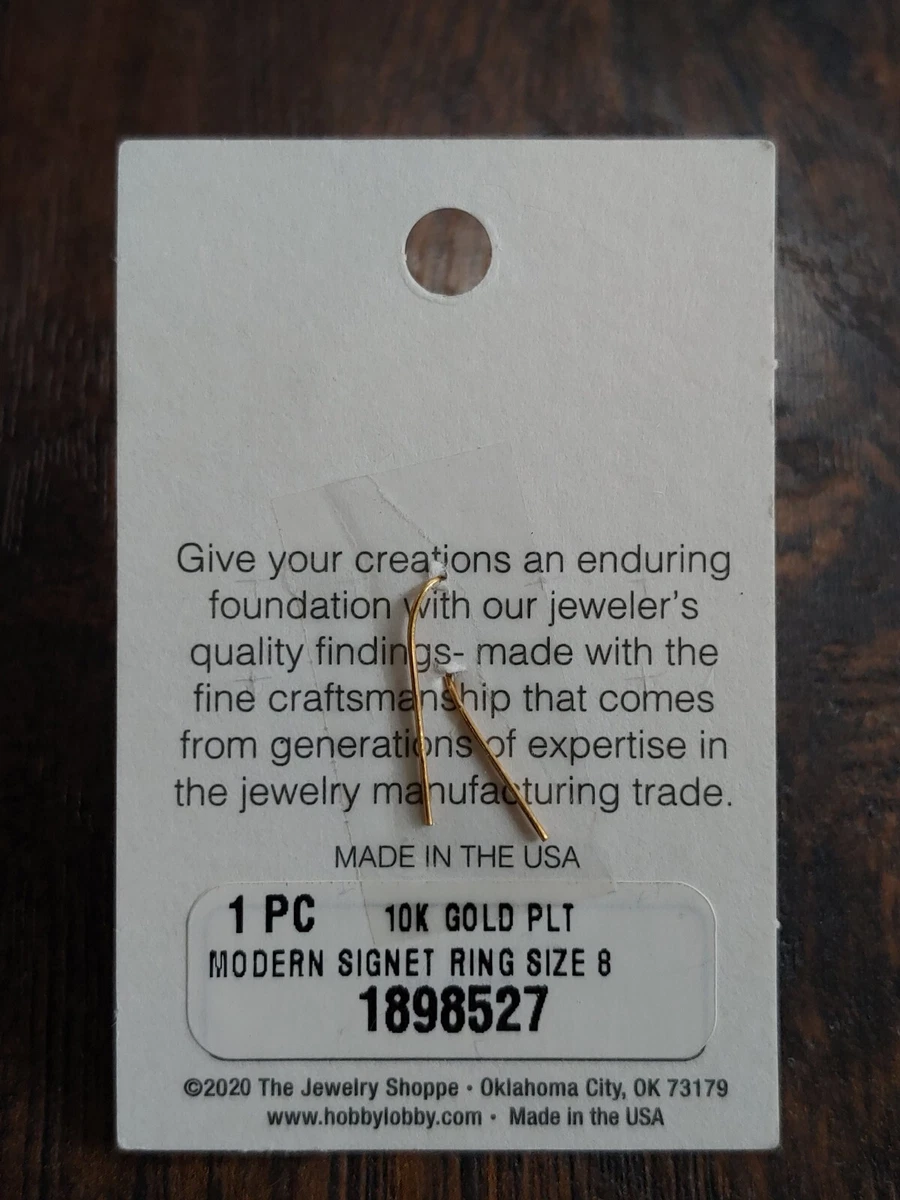 Give your creations an enduring
foundation with our jeweler's
quality findings- made with the
fine craftsmanship that comes
from generations of expertise in
the jewelry manufacturing trade.
MADE IN THE USA
1 PC 10K GOLD PLT
MODERN SIGNET RING SIZE 8
1898527
©2020 The Jewelry Shoppe • Oklahoma City, OK 73179
www.hobbylobby.com • Made in the USA